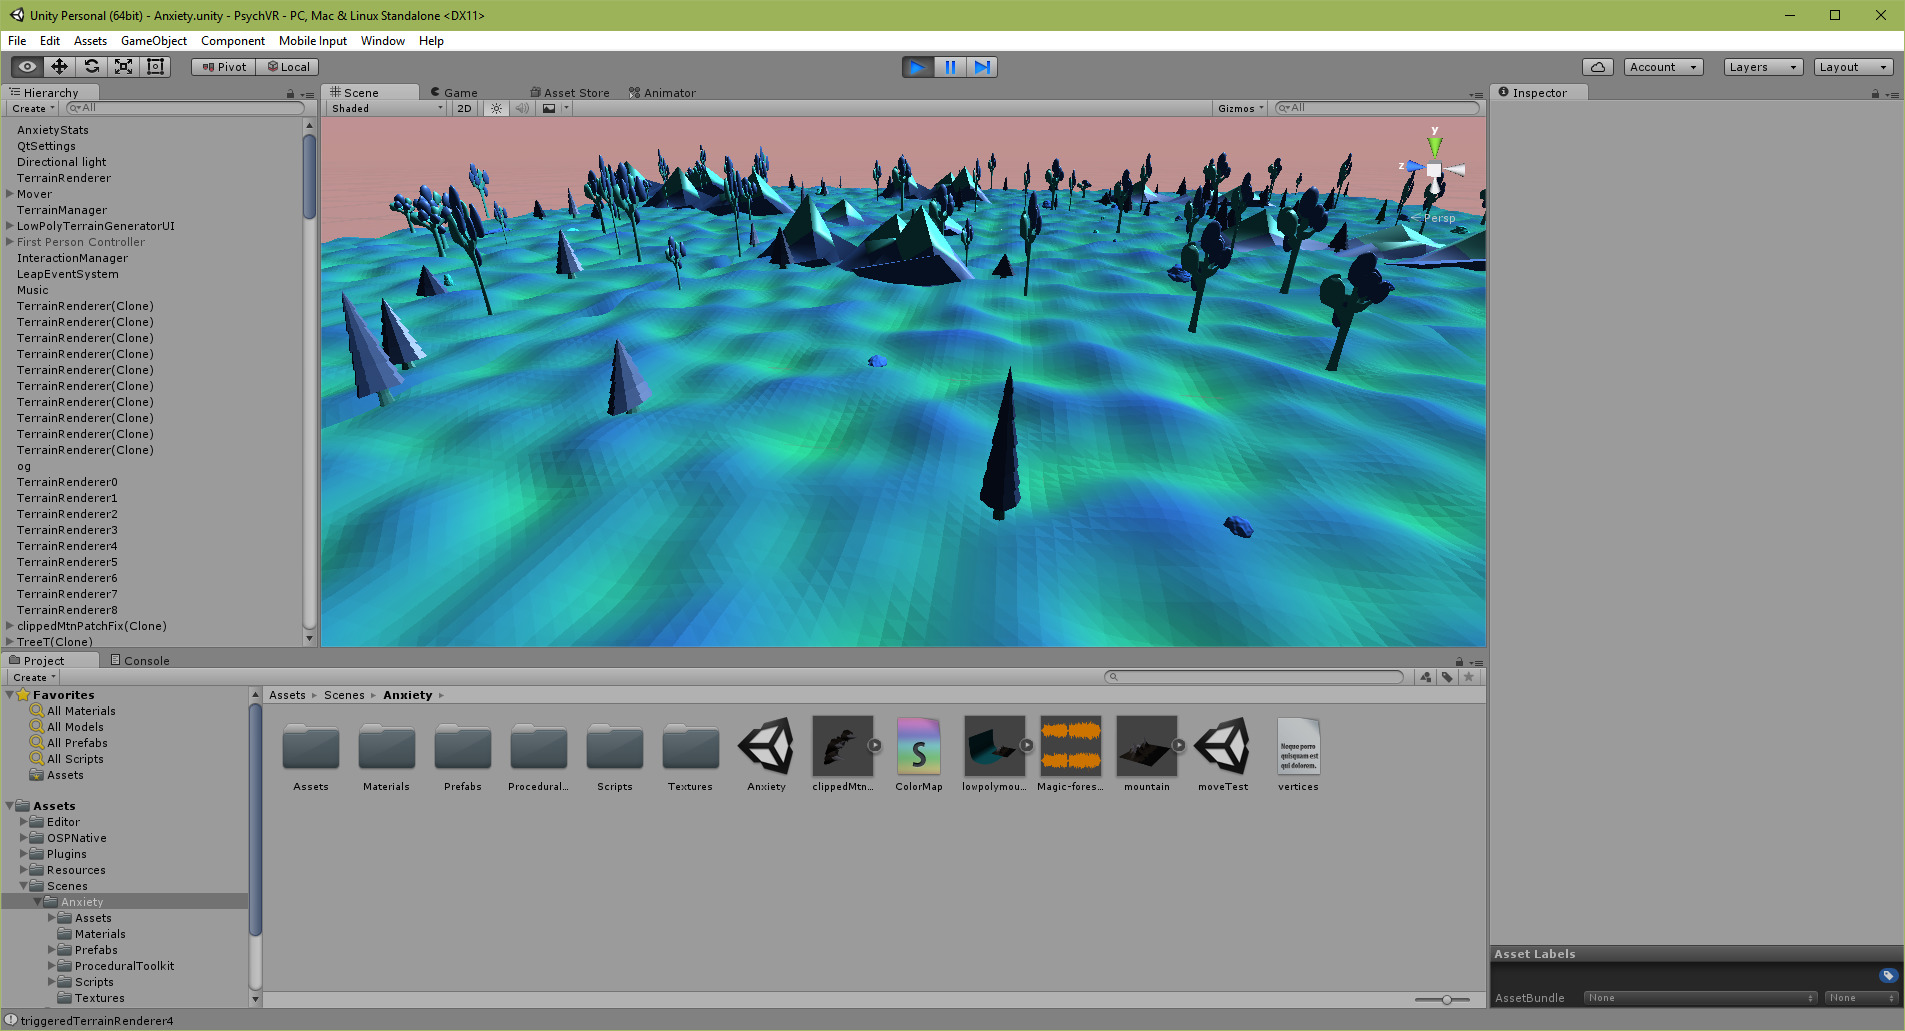 Unity Personal (64bit) - Anxiety.unity - PsychVR - PC, Mac & Linux Standalone <DX11>
File Edit Assets GameObject Component Mobile Input Window Help
Pivot Local Account Layers Layout
Hierarchy
Create All
AnxietyStats
QtSettings
Directional light
TerrainRenderer
Mover
TerrainManager
LowPolyTerrainGeneratorUI
First Person Controller
InteractionManager
LeapEventSystem
Music
TerrainRenderer(Clone)
TerrainRenderer(Clone)
TerrainRenderer(Clone)
TerrainRenderer(Clone)
TerrainRenderer(Clone)
TerrainRenderer(Clone)
TerrainRenderer(Clone)
TerrainRenderer(Clone)
TerrainRenderer(Clone)
TerrainRenderer(Clone)
og
TerrainRenderer0
TerrainRenderer1
TerrainRenderer2
TerrainRenderer3
TerrainRenderer4
TerrainRenderer5
TerrainRenderer6
TerrainRenderer7
TerrainRenderer8
clippedMtnPatchFix(Clone)
TreeT(Clone)
Scene Game Asset Store Animator
Shaded 2D Gizmos All
y
z
Persp
Inspector
Project Console
Create
Favorites
All Materials
All Models
All Prefabs
All Scripts
Assets
Assets
Editor
OSPNative
Plugins
Resources
Scenes
Anxiety
Assets
Materials
Prefabs
ProceduralToolkit
Scripts
Textures
Assets Scenes Anxiety
S
Neque porro
quisquam est
qui dolorem.
Assets Materials Prefabs Procedural... Scripts Textures Anxiety clippedMtn... ColorMap lowpolymou... Magic-fores... mountain moveTest vertices
Asset Labels
AssetBundle None None
triggeredTerrainRenderer4